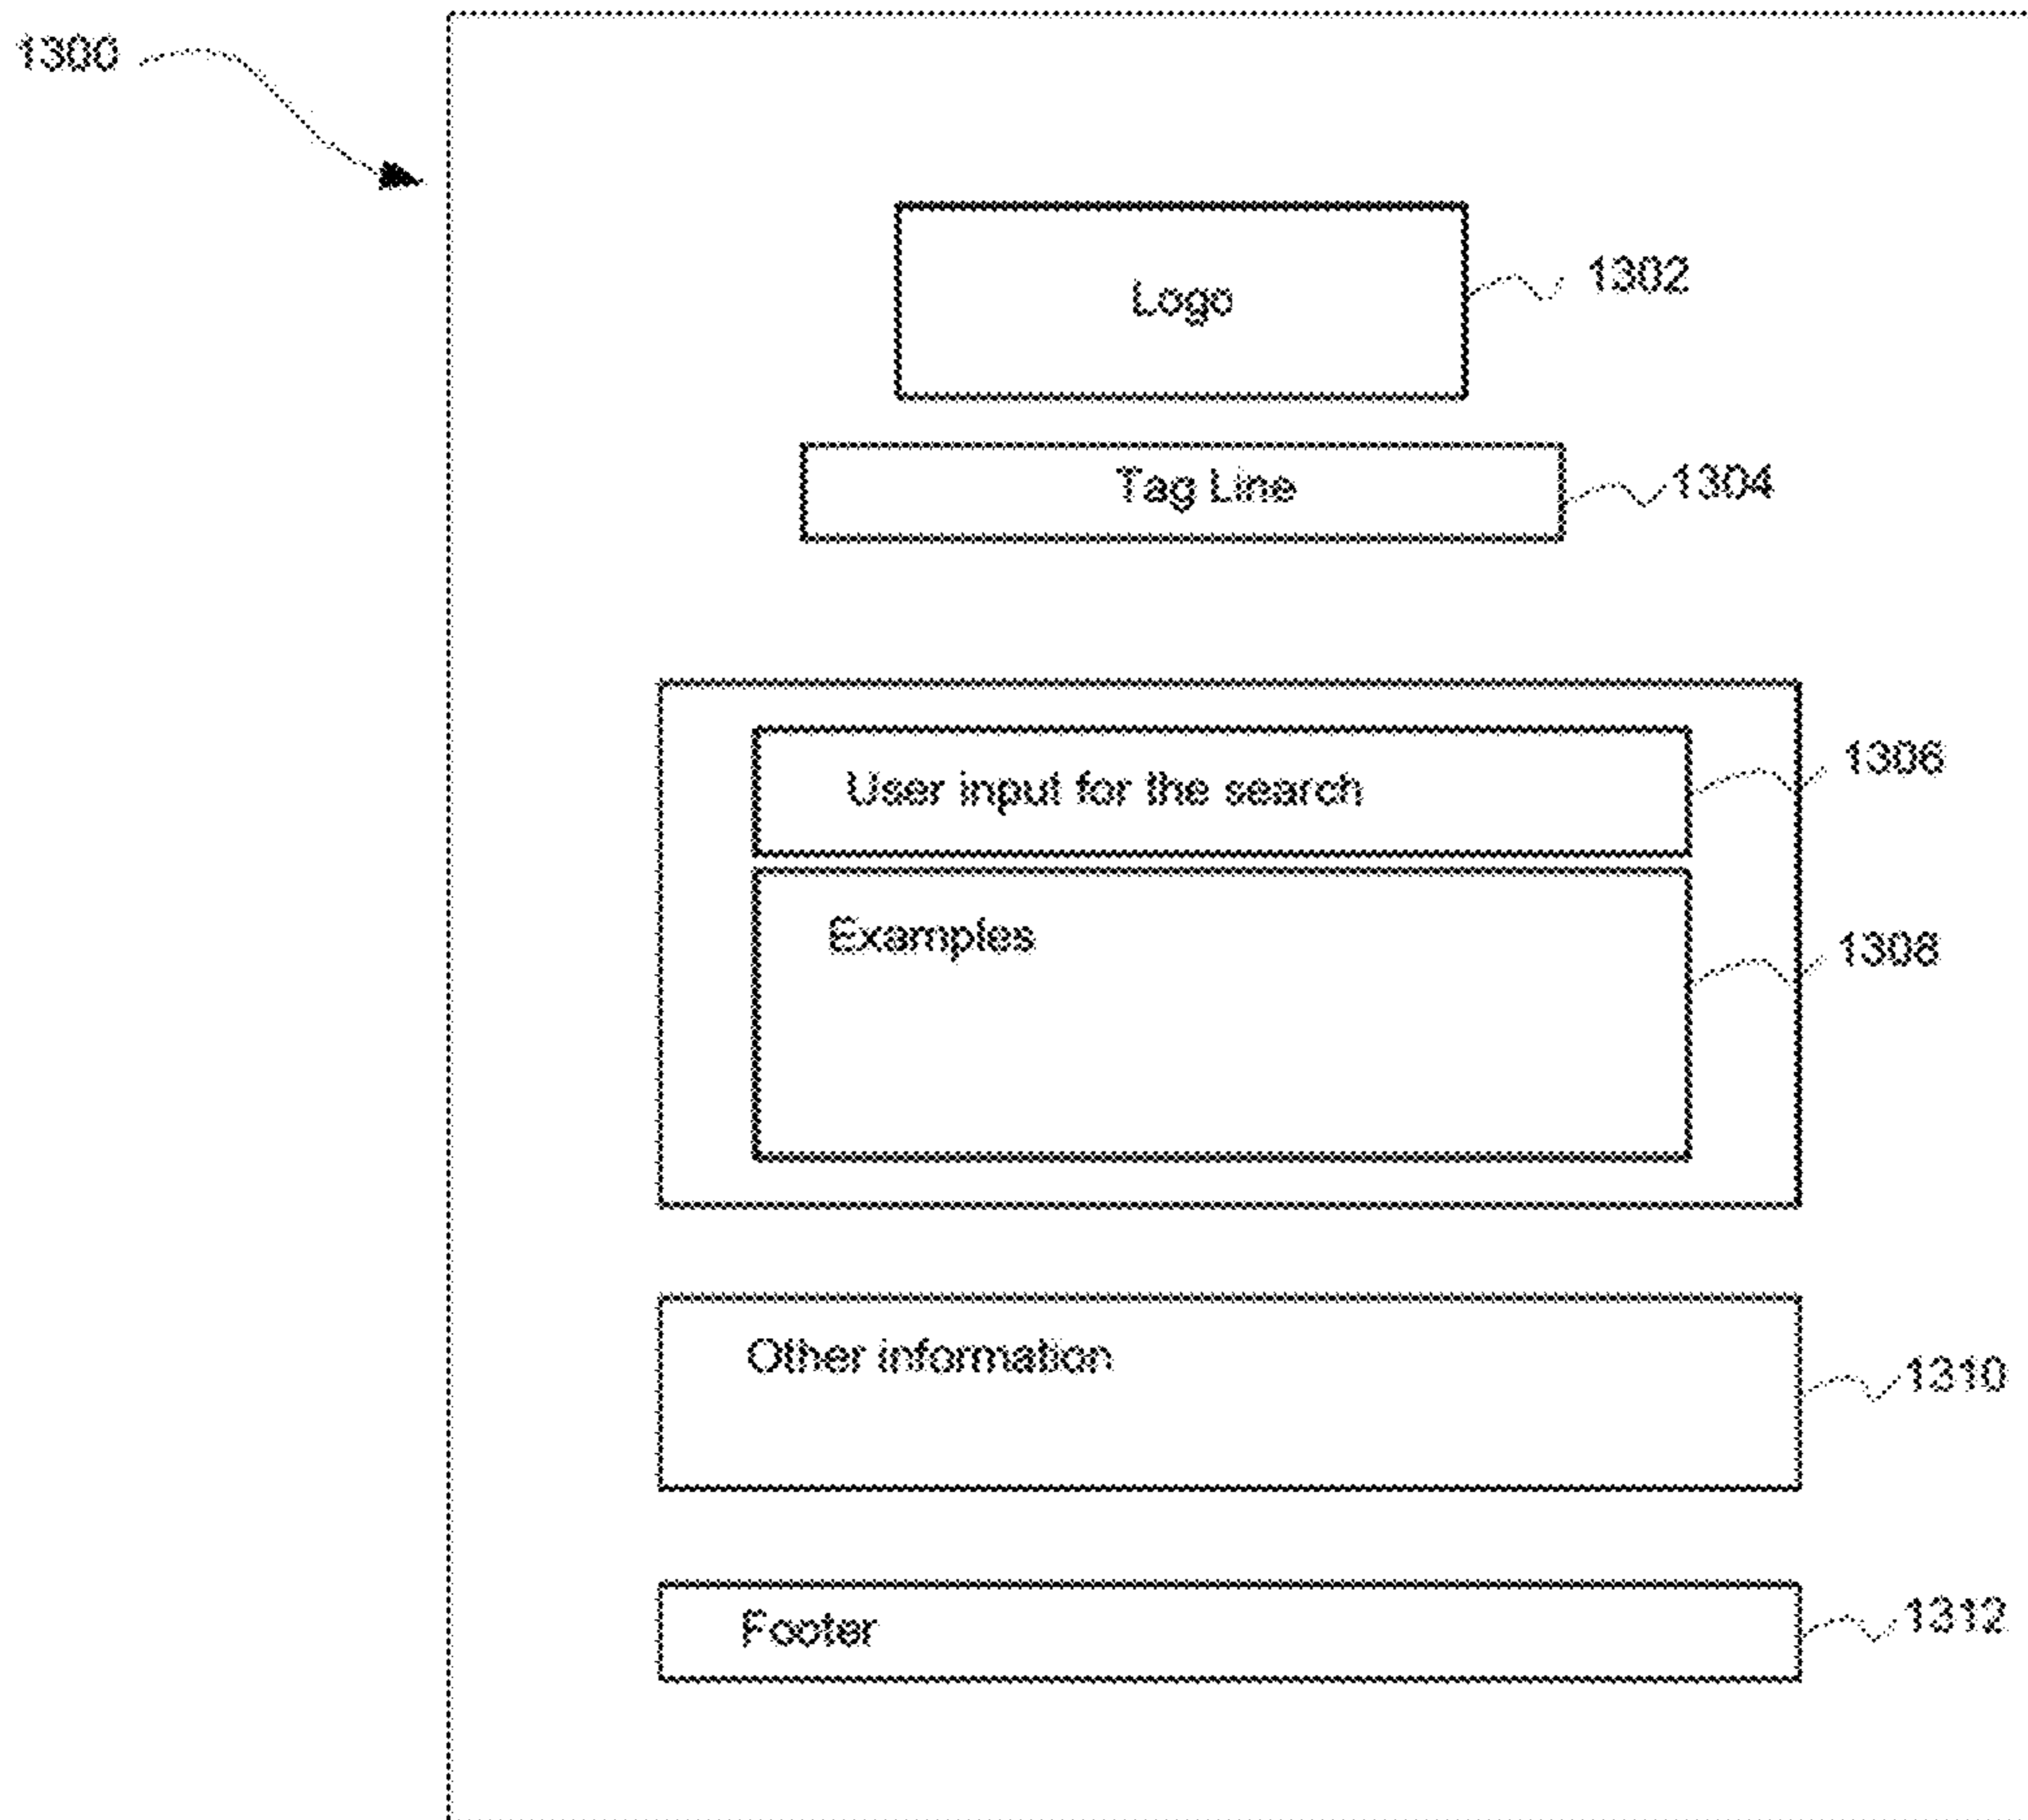 1300
Logo
1302
Tag Line
1304
User input for the search
1306
Examples
1308
Other information
1310
Footer
1312